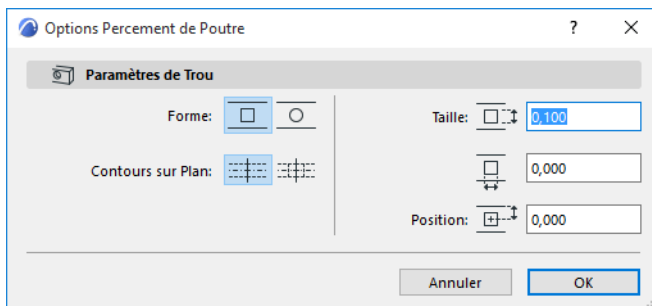 Options Percement de Poutre
?
Paramètres de Trou
Forme:
Taille:
0,100
Contours sur Plan:
0,000
Position:
0,000
Annuler
OK